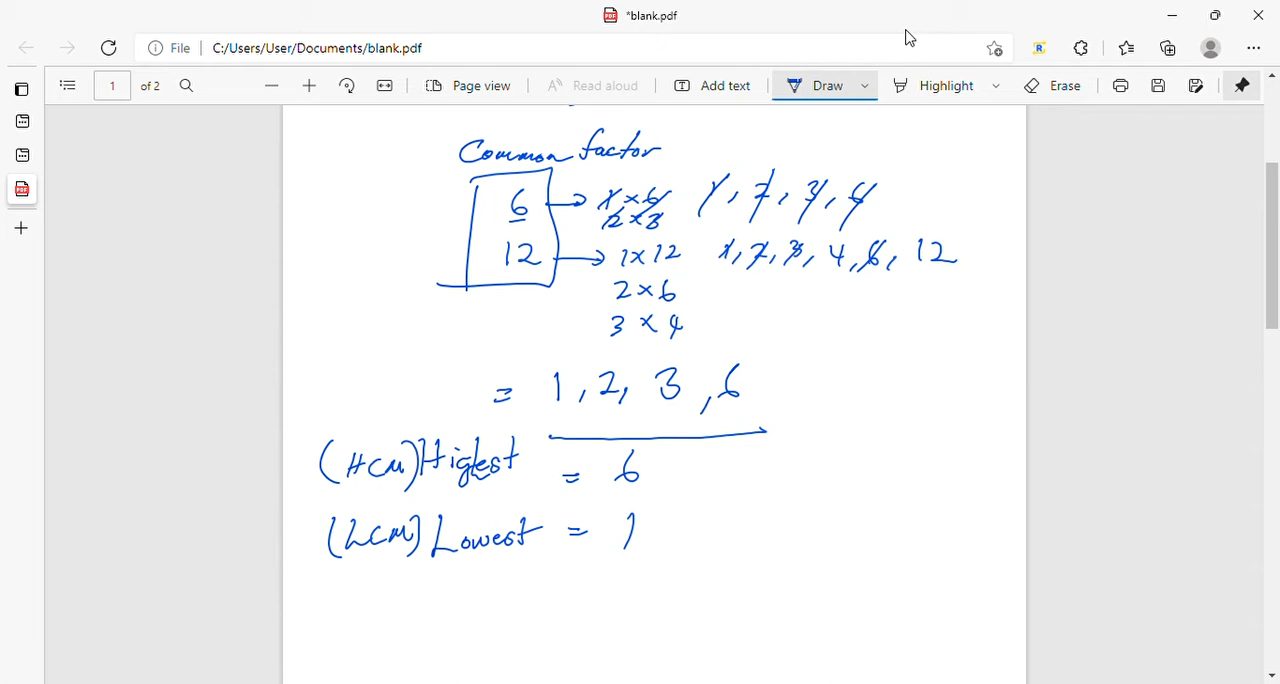 *blank.pdf
File C:/Users/User/Documents/blank.pdf
1 of 2 Page view Read aloud Add text Draw Highlight Erase
Common factor
6 → 1 × 6 1, 2, 3, 6
2 × 3
12 → 1 × 12 1, 2, 3, 4, 6, 12
2 × 6
3 × 4
= 1, 2, 3, 6
(HCM) Higlest = 6
(LCM) Lowest = 1